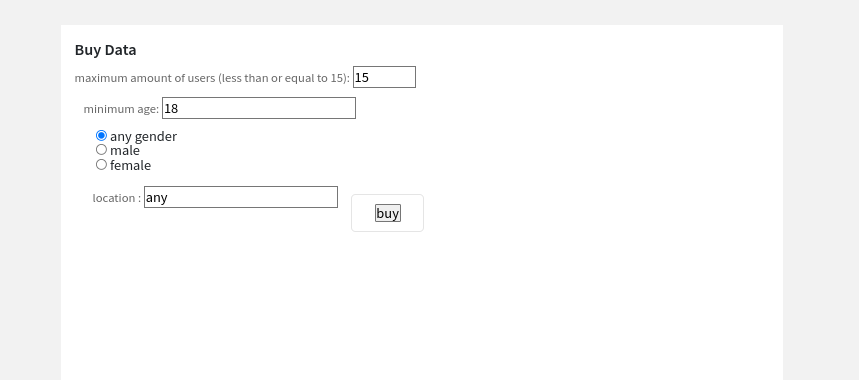 Buy Data
maximum amount of users (less than or equal to 15): 15
minimum age: 18
any gender
male
female
location : any
buy